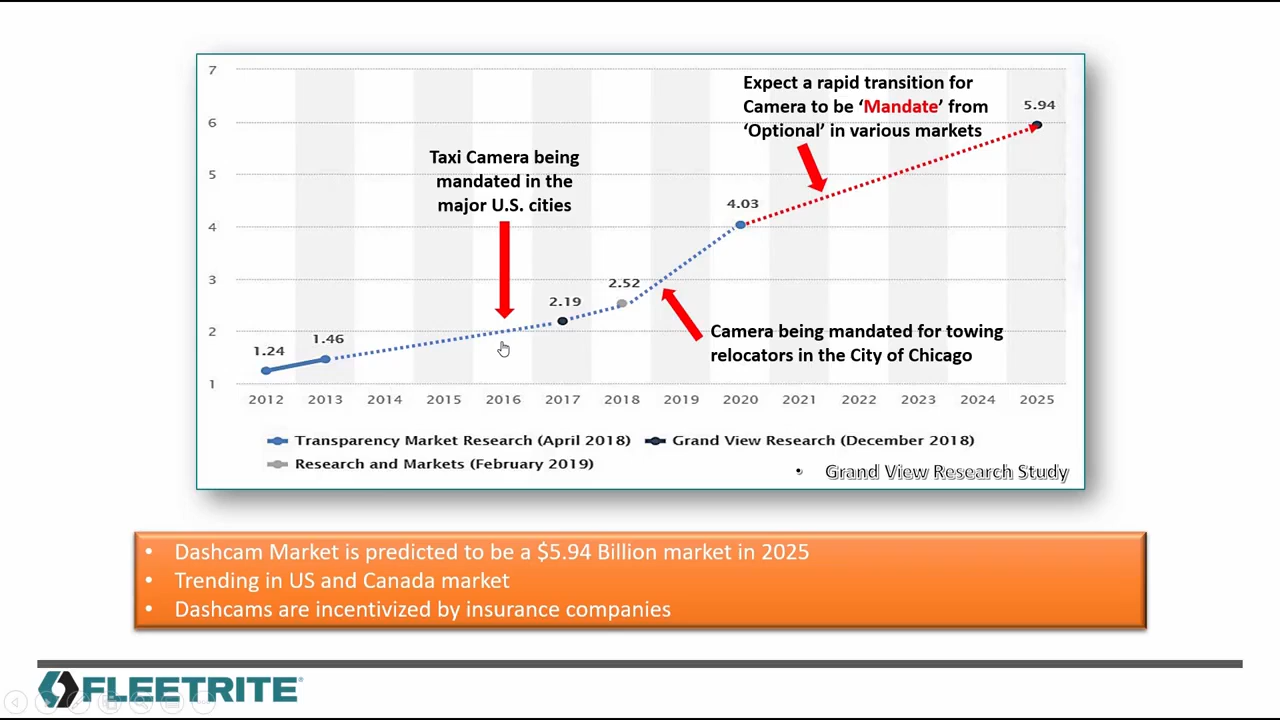 7
6
5
4
3
2
1
Expect a rapid transition for
Camera to be ‘Mandate’ from
‘Optional’ in various markets
5.94
Taxi Camera being
mandated in the
major U.S. cities
4.03
2.52
2.19
1.46
1.24
Camera being mandated for towing
relocators in the City of Chicago
2012 2013 2014 2015 2016 2017 2018 2019 2020 2021 2022 2023 2024 2025
Transparency Market Research (April 2018) Grand View Research (December 2018)
Research and Markets (February 2019)
• Grand View Research Study
• Dashcam Market is predicted to be a $5.94 Billion market in 2025
• Trending in US and Canada market
• Dashcams are incentivized by insurance companies
FLEETRITE®